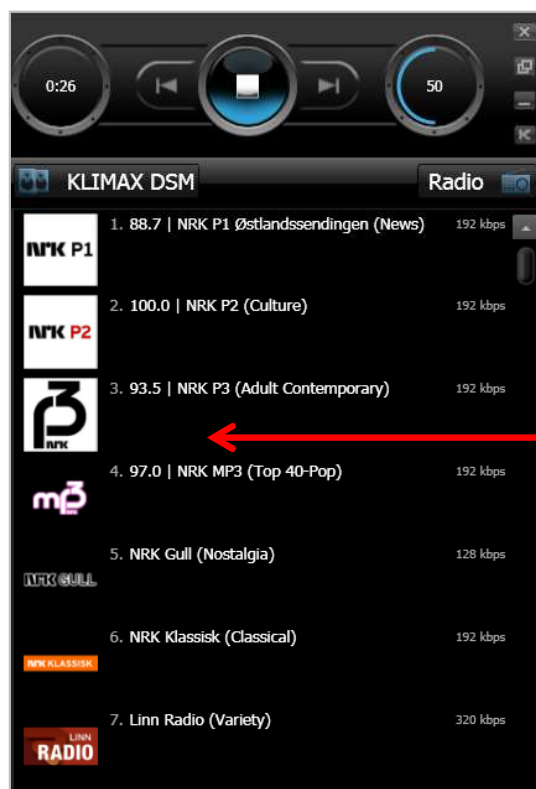 0:26
50
KLIMAX DSM
Radio
NRK P1
1. 88.7 | NRK P1 Østlandssendingen (News) 192 kbps
NRK P2
2. 100.0 | NRK P2 (Culture) 192 kbps
p3
NRK
3. 93.5 | NRK P3 (Adult Contemporary) 192 kbps
mp3
4. 97.0 | NRK MP3 (Top 40-Pop) 192 kbps
NRK GULL
5. NRK Gull (Nostalgia) 128 kbps
NRK KLASSISK
6. NRK Klassisk (Classical) 192 kbps
LINN
RADIO
7. Linn Radio (Variety) 320 kbps